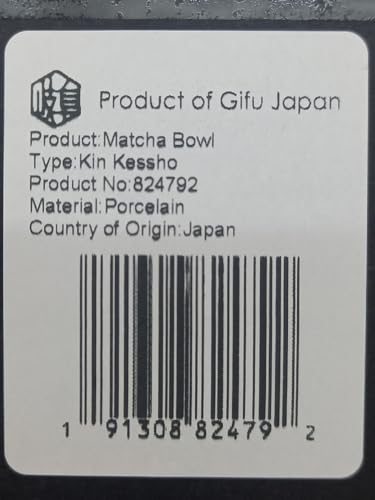 Product of Gifu Japan
Product:Matcha Bowl
Type:Kin Kessho
Product No:824792
Material:Porcelain
Country of Origin:Japan
1 91308 82479 2